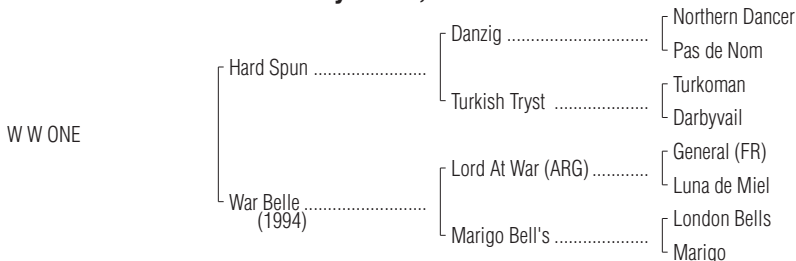 Northern Dancer
Danzig
Pas de Nom
Hard Spun
Turkoman
Turkish Tryst
Darbyvail
W W ONE
General (FR)
Lord At War (ARG)
Luna de Miel
War Belle
(1994)
London Bells
Marigo Bell's
Marigo